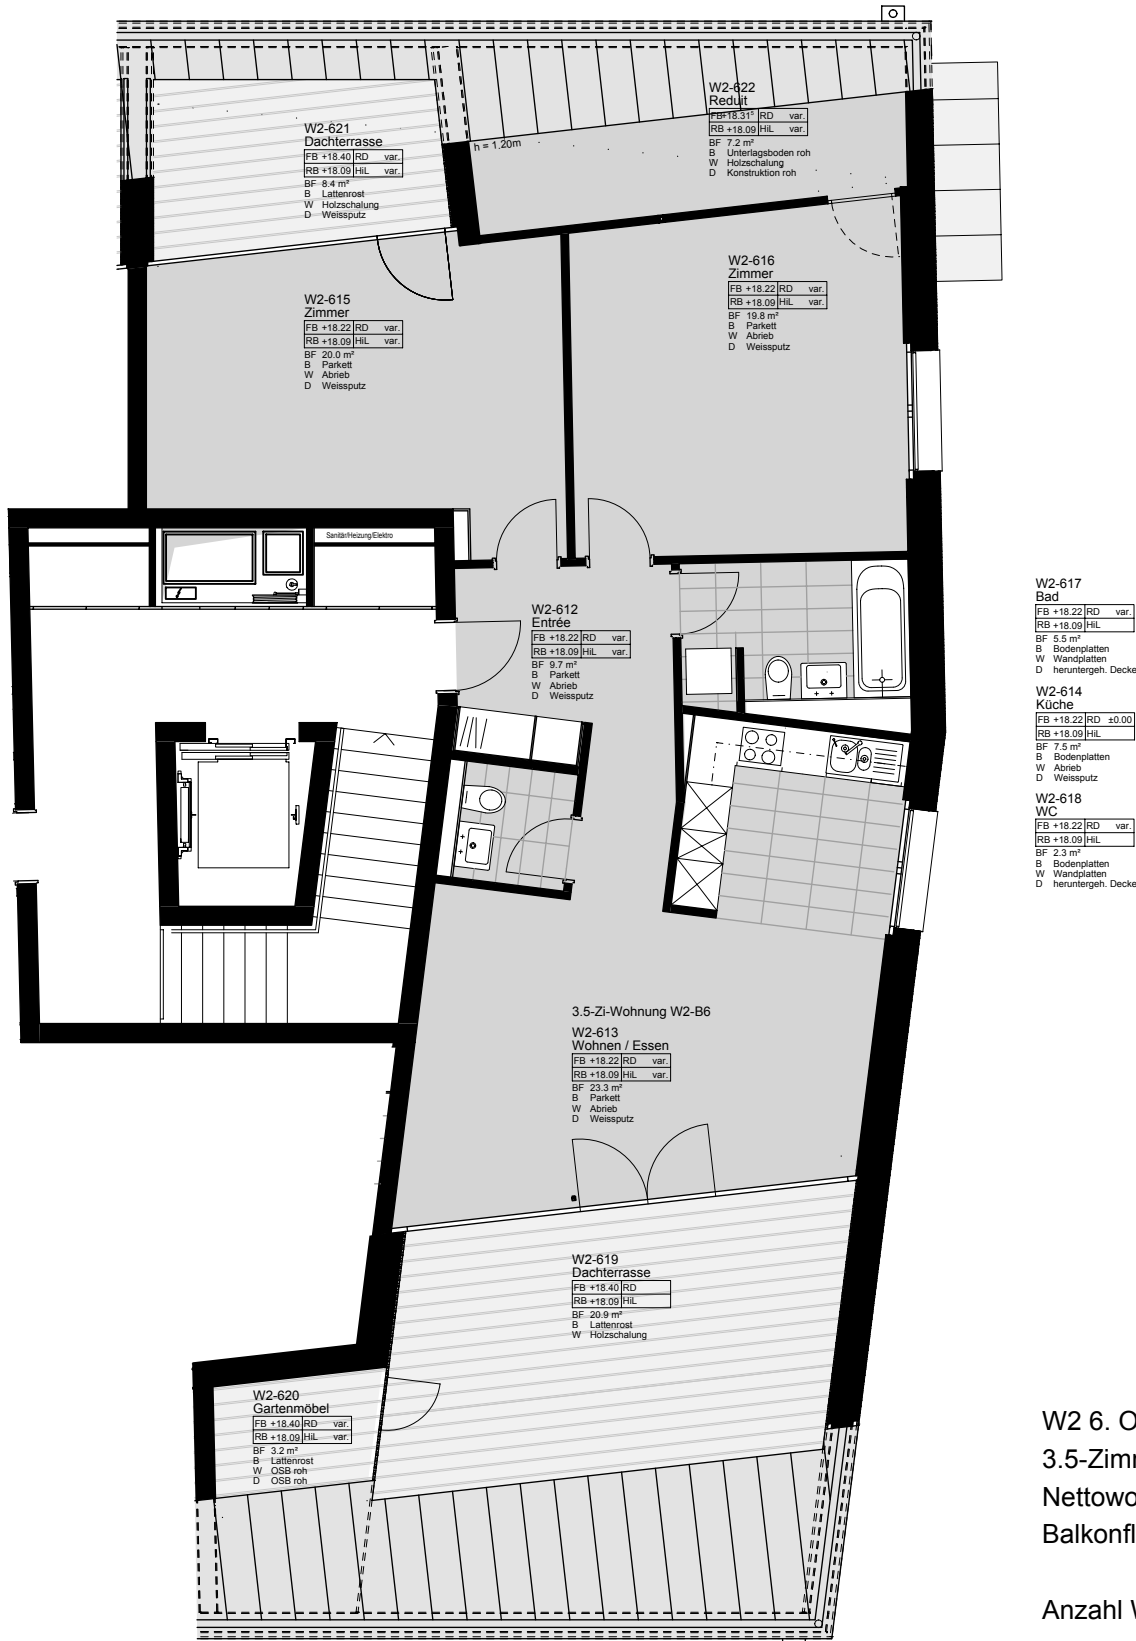 W2-622
Reduit
FB+18.31⁵ RD var.
RB +18.09 HiL var.
BF 7.2 m²
B Unterlagsboden roh
W Holzschalung
D Konstruktion roh
h = 1.20m
W2-621
Dachterrasse
FB +18.40 RD var.
RB +18.09 HiL var.
BF 8.4 m²
B Lattenrost
W Holzschalung
D Weissputz
W2-616
Zimmer
FB +18.22 RD var.
RB +18.09 HiL var.
BF 19.8 m²
B Parkett
W Abrieb
D Weissputz
W2-615
Zimmer
FB +18.22 RD var.
RB +18.09 HiL var.
BF 20.0 m²
B Parkett
W Abrieb
D Weissputz
Sanitär/Heizung/Elektro
W2-612
Entrée
FB +18.22 RD var.
RB +18.09 HiL var.
BF 9.7 m²
B Parkett
W Abrieb
D Weissputz
W2-617
Bad
FB +18.22 RD var.
RB +18.09 HiL
BF 5.5 m²
B Bodenplatten
W Wandplatten
D heruntergeh. Decke
W2-614
Küche
FB +18.22 RD ±0.00
RB +18.09 HiL
BF 7.5 m²
B Bodenplatten
W Abrieb
D Weissputz
W2-618
WC
FB +18.22 RD var.
RB +18.09 HiL
BF 2.3 m²
B Bodenplatten
W Wandplatten
D heruntergeh. Decke
3.5-Zi-Wohnung W2-B6
W2-613
Wohnen / Essen
FB +18.22 RD var.
RB +18.09 HiL var.
BF 23.3 m²
B Parkett
W Abrieb
D Weissputz
W2-619
Dachterrasse
FB +18.40 RD
RB +18.09 HiL
BF 20.9 m²
B Lattenrost
W Holzschalung
W2-620
Gartenmöbel
FB +18.40 RD var.
RB +18.09 HiL var.
BF 3.2 m²
B Lattenrost
W OSB roh
D OSB roh
W2 6. O
3.5-Zimm
Nettowo
Balkonfl
Anzahl W